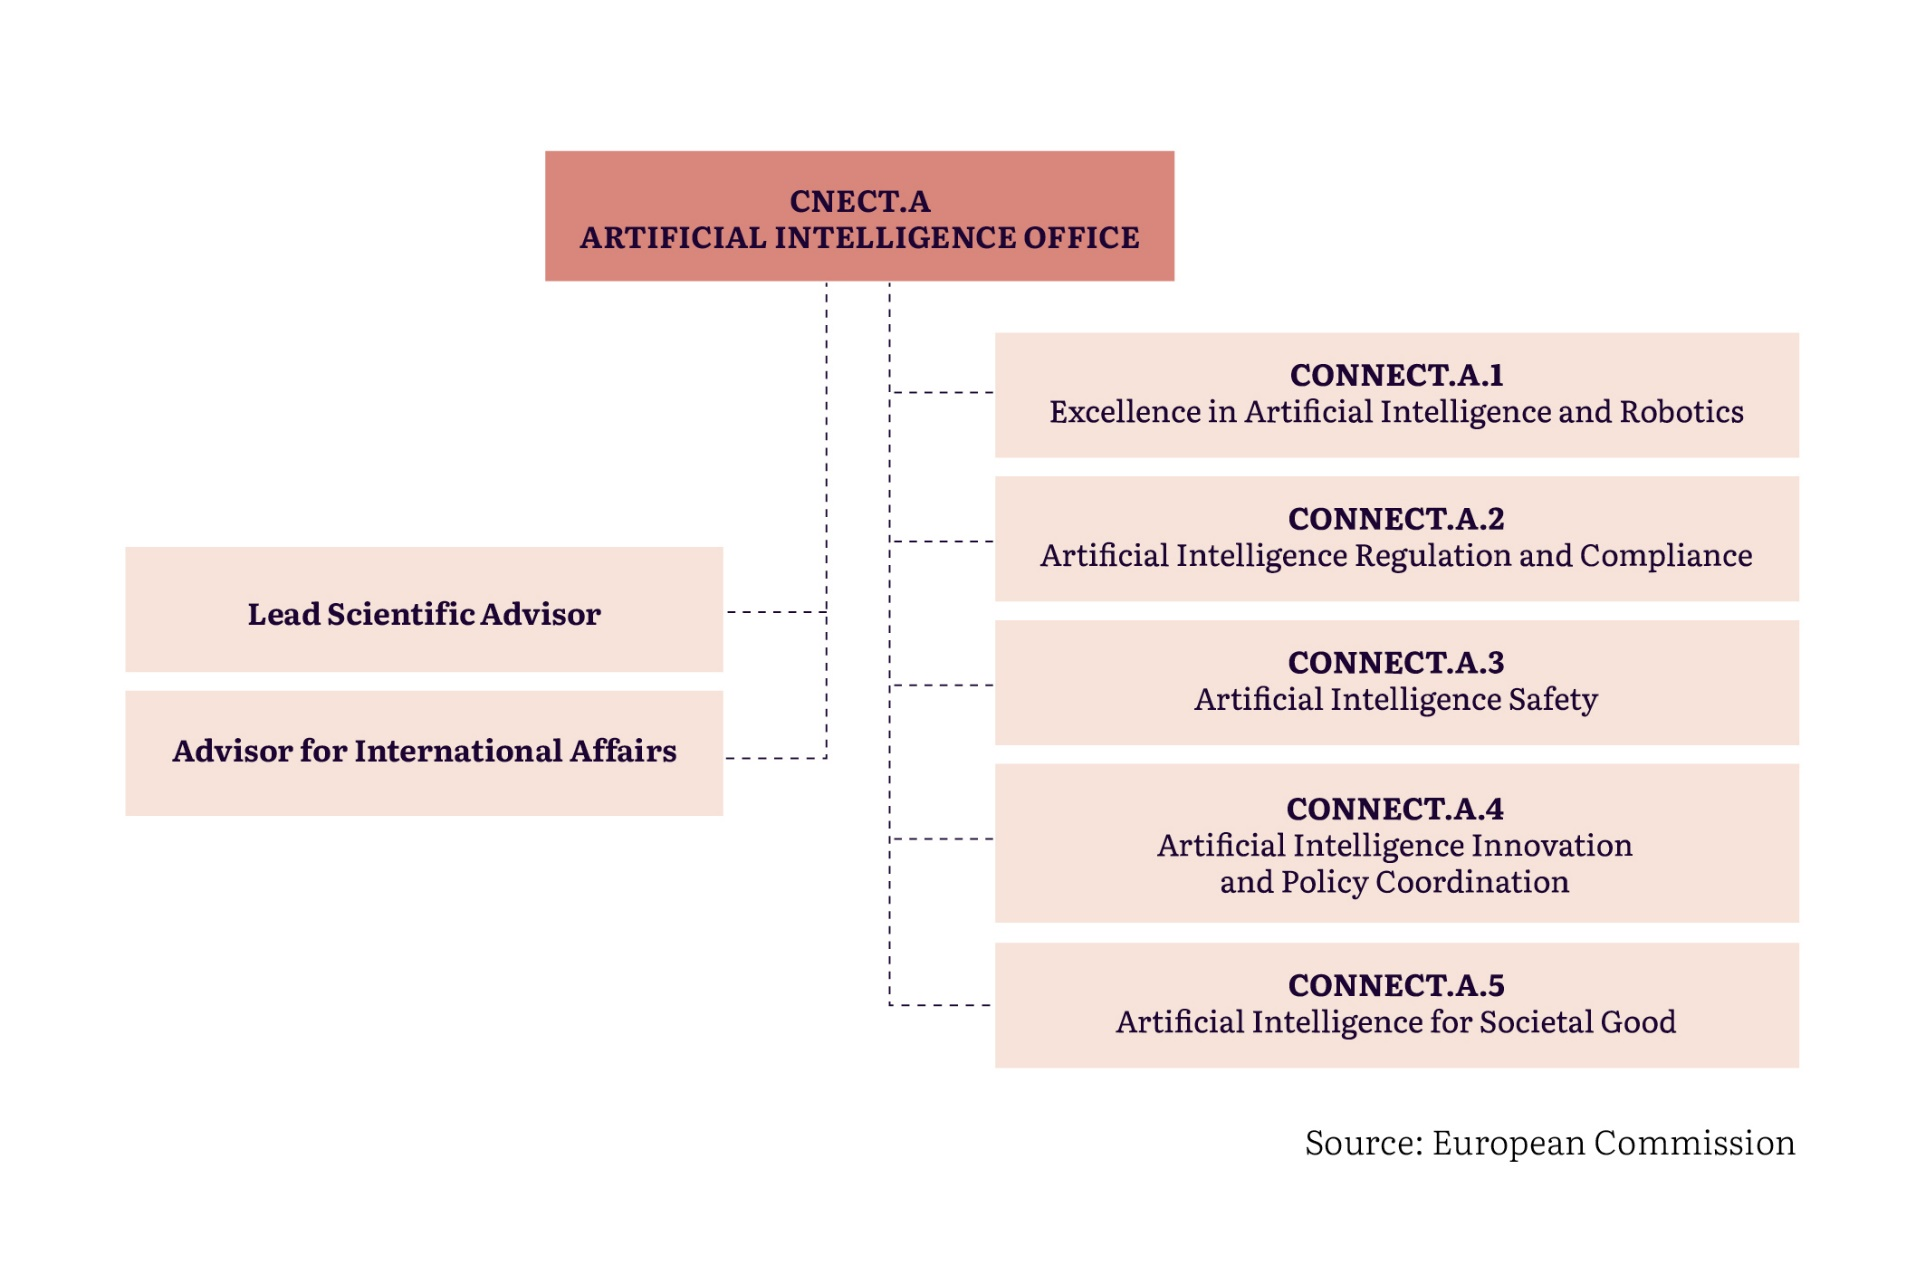 CNECT.A
ARTIFICIAL INTELLIGENCE OFFICE
Lead Scientific Advisor
Advisor for International Affairs
CONNECT.A.1
Excellence in Artificial Intelligence and Robotics
CONNECT.A.2
Artificial Intelligence Regulation and Compliance
CONNECT.A.3
Artificial Intelligence Safety
CONNECT.A.4
Artificial Intelligence Innovation
and Policy Coordination
CONNECT.A.5
Artificial Intelligence for Societal Good
Source: European Commission